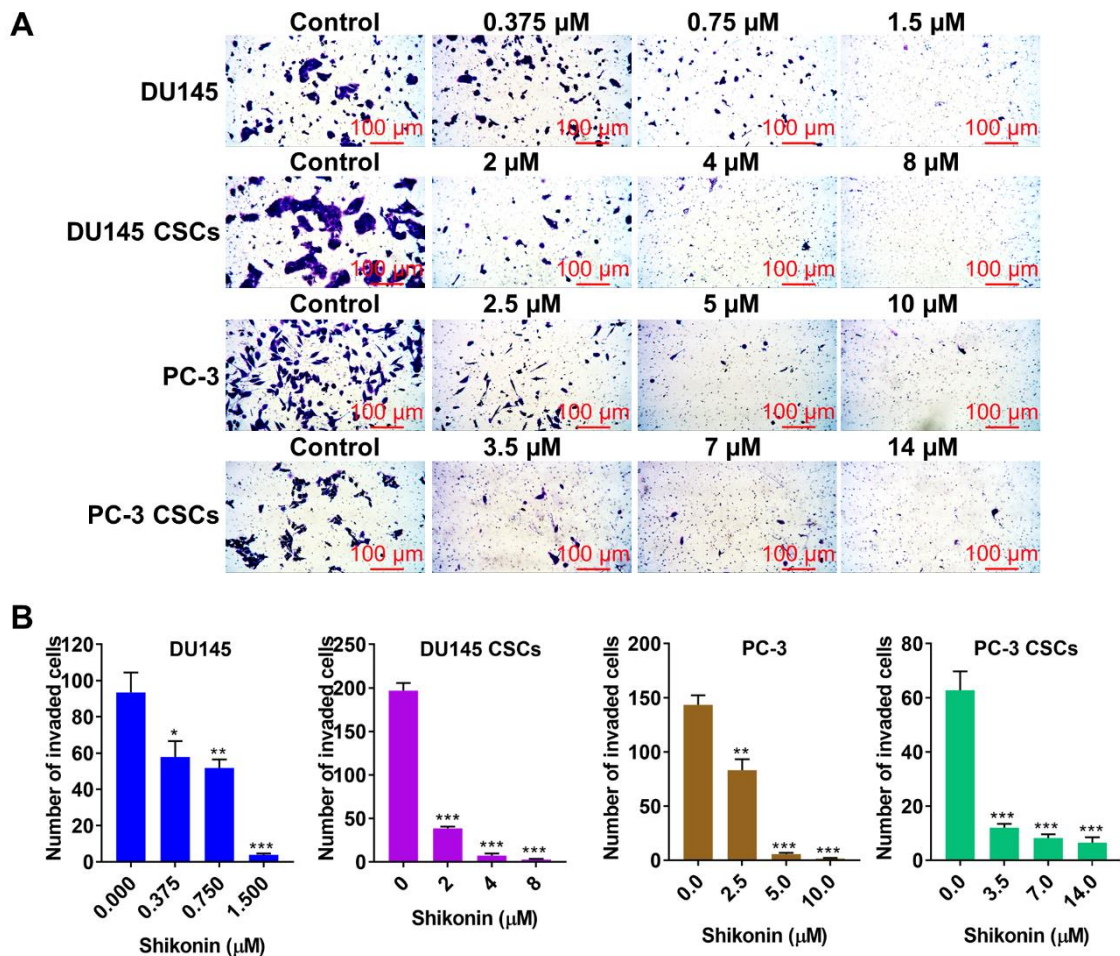 A
Control 0.375 µM 0.75 µM 1.5 µM
DU145
100 µm 100 µm 100 µm 100 µm
Control 2 µM 4 µM 8 µM
DU145 CSCs
100 µm 100 µm 100 µm 100 µm
Control 2.5 µM 5 µM 10 µM
PC-3
100 µm 100 µm 100 µm 100 µm
Control 3.5 µM 7 µM 14 µM
PC-3 CSCs
100 µm 100 µm 100 µm 100 µm
B
DU145
Number of invaded cells
120
100
80
60
40
20
0
* ** ***
0.000 0.375 0.750 1.500
Shikonin (µM)
DU145 CSCs
Number of invaded cells
250
200
150
100
50
0
*** *** ***
0 2 4 8
Shikonin (µM)
PC-3
Number of invaded cells
200
150
100
50
0
** *** ***
0.0 2.5 5.0 10.0
Shikonin (µM)
PC-3 CSCs
Number of invaded cells
80
60
40
20
0
*** *** ***
0.0 3.5 7.0 14.0
Shikonin (µM)